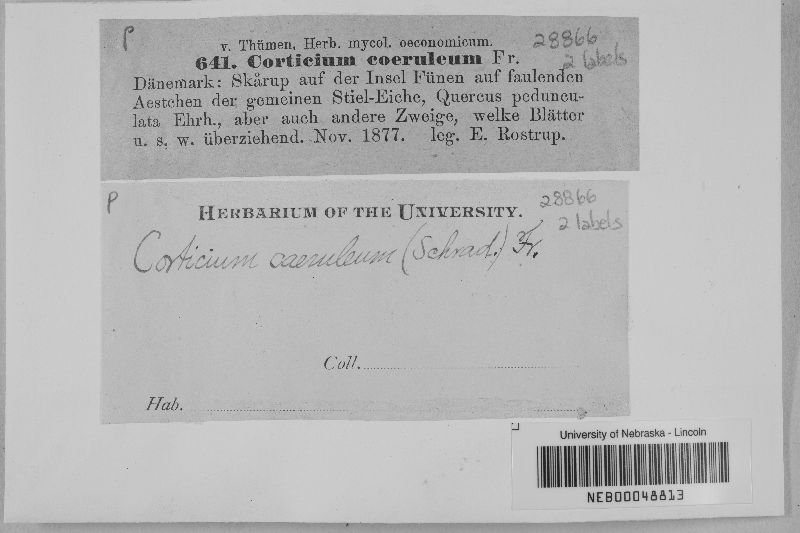 P
v. Thümen, Herb. mycol. oeconomicum.
28866
2 labels
641. Corticium coeruleum Fr.
Dänemark: Skårup auf der Insel Fünen auf faulenden
Aestchen der gemeinen Stiel-Eiche, Quercus peduncu-
lata Ehrh., aber auch andere Zweige, welke Blätter
u. s. w. überziehend. Nov. 1877. leg. E. Rostrup.
P
HERBARIUM OF THE UNIVERSITY.
28866
2 labels
Corticium caeruleum (Schrad.) Fr.
Coll.
Hab.
University of Nebraska - Lincoln
NEB00048813